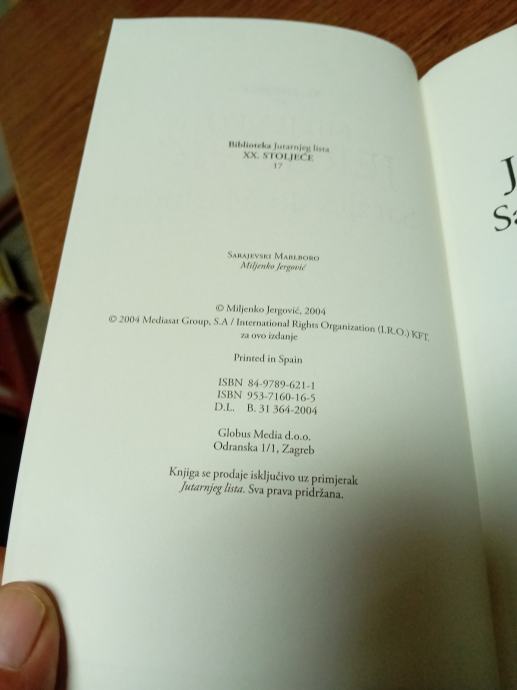 Biblioteka Jutarnjeg lista
XX. STOLJEĆE
17
SARAJEVSKI MARLBORO
Miljenko Jergović
© Miljenko Jergović, 2004
© 2004 Mediasat Group, S.A / International Rights Organization (I.R.O.) KFT,
za ovo izdanje
Printed in Spain
ISBN 84-9789-621-1
ISBN 953-7160-16-5
D.L. B. 31 364-2004
Globus Media d.o.o.
Odranska 1/1, Zagreb
Knjiga se prodaje isključivo uz primjerak
Jutarnjeg lista. Sva prava pridržana.